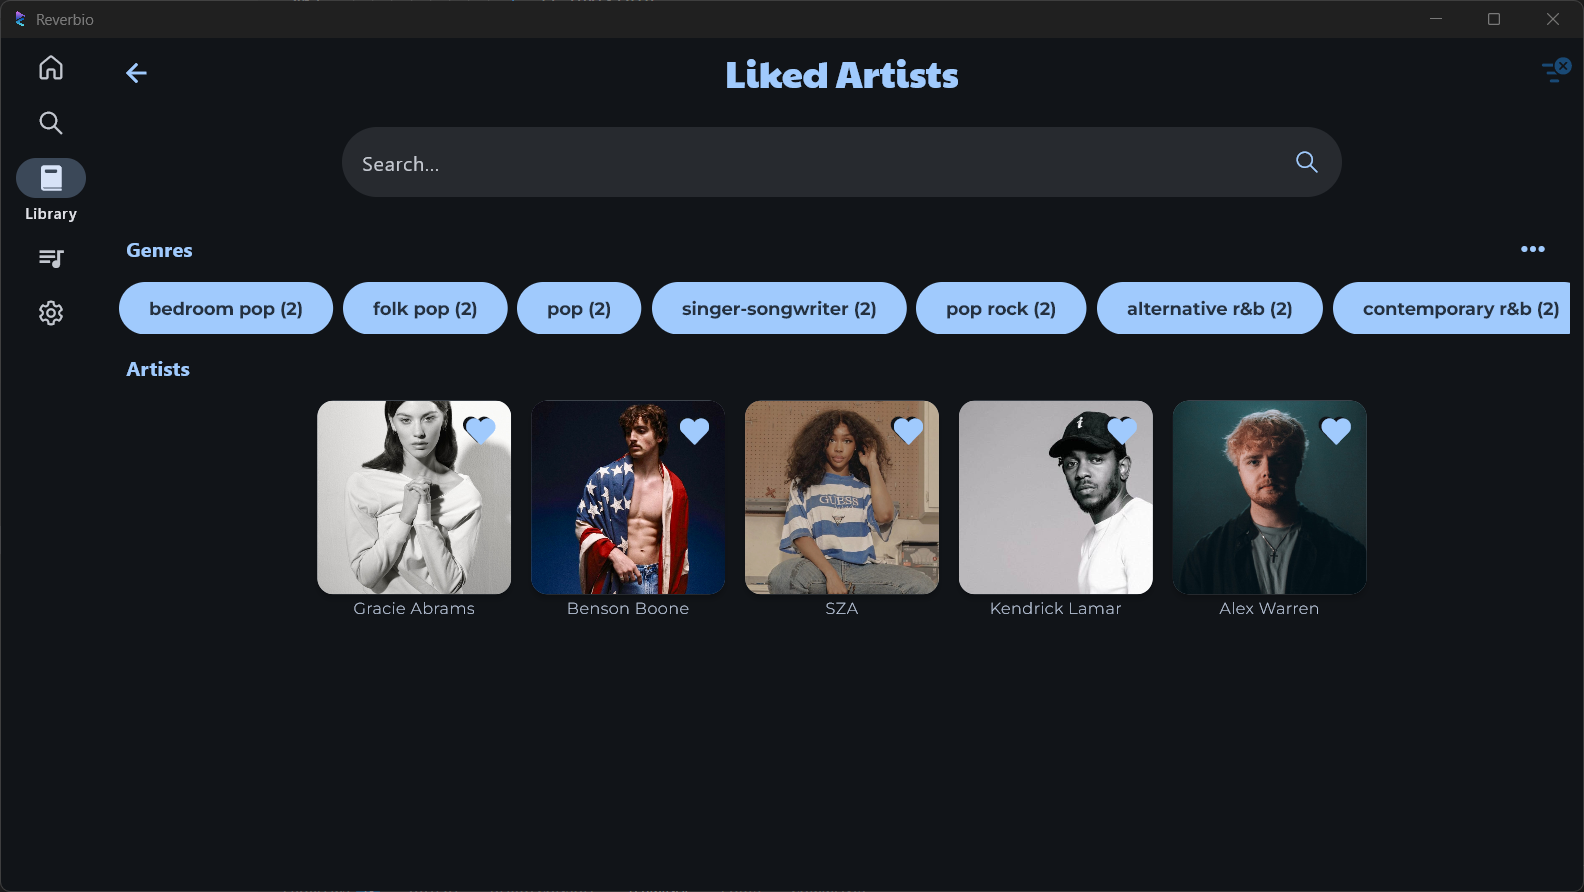 Reverbio
Liked Artists
Search...
Library
Genres
bedroom pop (2)
folk pop (2)
pop (2)
singer-songwriter (2)
pop rock (2)
alternative r&b (2)
contemporary r&b (2)
Artists
GUESS
Gracie Abrams
Benson Boone
SZA
Kendrick Lamar
Alex Warren